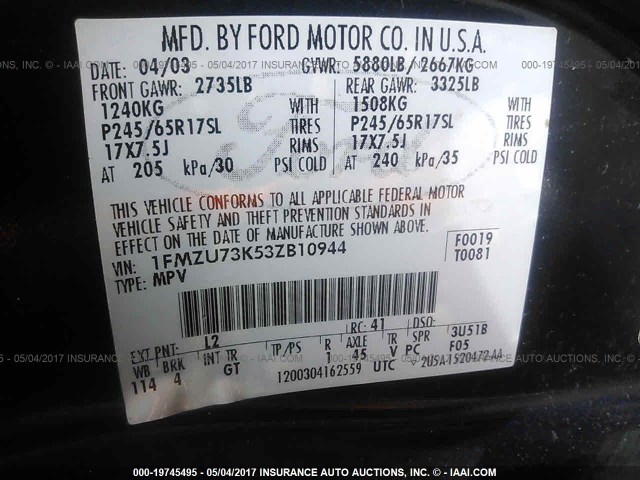 MFD. BY FORD MOTOR CO. IN U.S.A.
DATE: 04/03 GVWR: 5880LB/ 2667KG
FRONT GAWR: 2735LB REAR GAWR: 3325LB
1240KG WITH 1508KG WITH
P245/65R17SL TIRES P245/65R17SL TIRES
17X7.5J RIMS 17X7.5J RIMS
AT 205 kPa/30 PSI COLD AT 240 kPa/35 PSI COLD
Ford
THIS VEHICLE CONFORMS TO ALL APPLICABLE FEDERAL MOTOR
VEHICLE SAFETY AND THEFT PREVENTION STANDARDS IN
EFFECT ON THE DATE OF MANUFACTURE SHOWN ABOVE.
VIN: 1FMZU73K53ZB10944 F0019
TYPE: MPV T0081
EXT PNT: L2 RC: 41 DSO:
WB BRK INT TR TP/PS R AXLE TR SPR 3U51B
114 4 GT 45 V PC F05
1200304162559 UTC 2U5A-1520472-AA
000-19745495 - 05/04/2017 INSURANCE AUTO AUCTIONS, INC. - © IAAI.COM